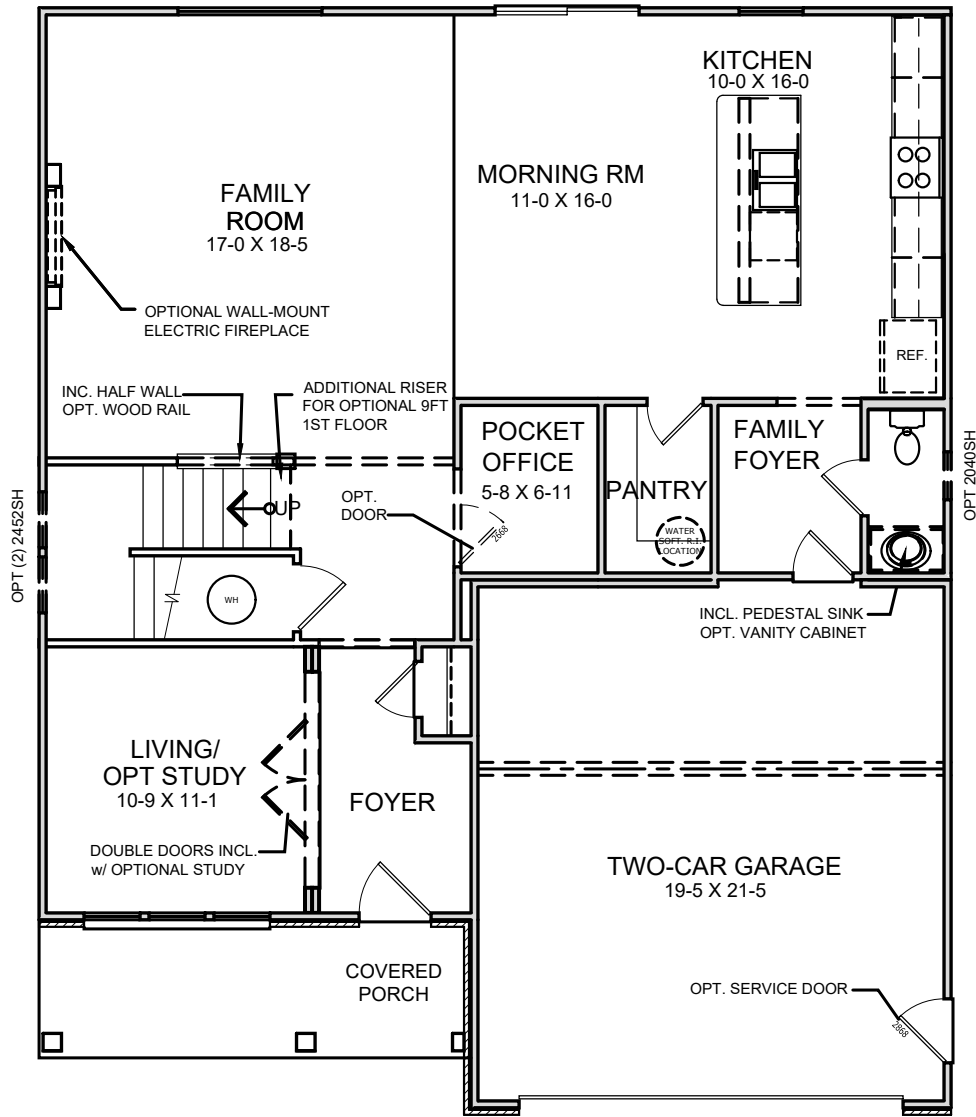 KITCHEN
10-0 X 16-0
MORNING RM
11-0 X 16-0
FAMILY
ROOM
17-0 X 18-5
OPTIONAL WALL-MOUNT
ELECTRIC FIREPLACE
REF.
INC. HALF WALL
OPT. WOOD RAIL
ADDITIONAL RISER
FOR OPTIONAL 9FT
1ST FLOOR
POCKET
OFFICE
5-8 X 6-11
PANTRY
FAMILY
FOYER
OPT 2040SH
OPT (2) 2452SH
UP
OPT.
DOOR
2668
WATER
SOFT. R.I.
LOCATION
WH
INCL. PEDESTAL SINK
OPT. VANITY CABINET
LIVING/
OPT STUDY
10-9 X 11-1
FOYER
DOUBLE DOORS INCL.
w/ OPTIONAL STUDY
TWO-CAR GARAGE
19-5 X 21-5
COVERED
PORCH
OPT. SERVICE DOOR
2868